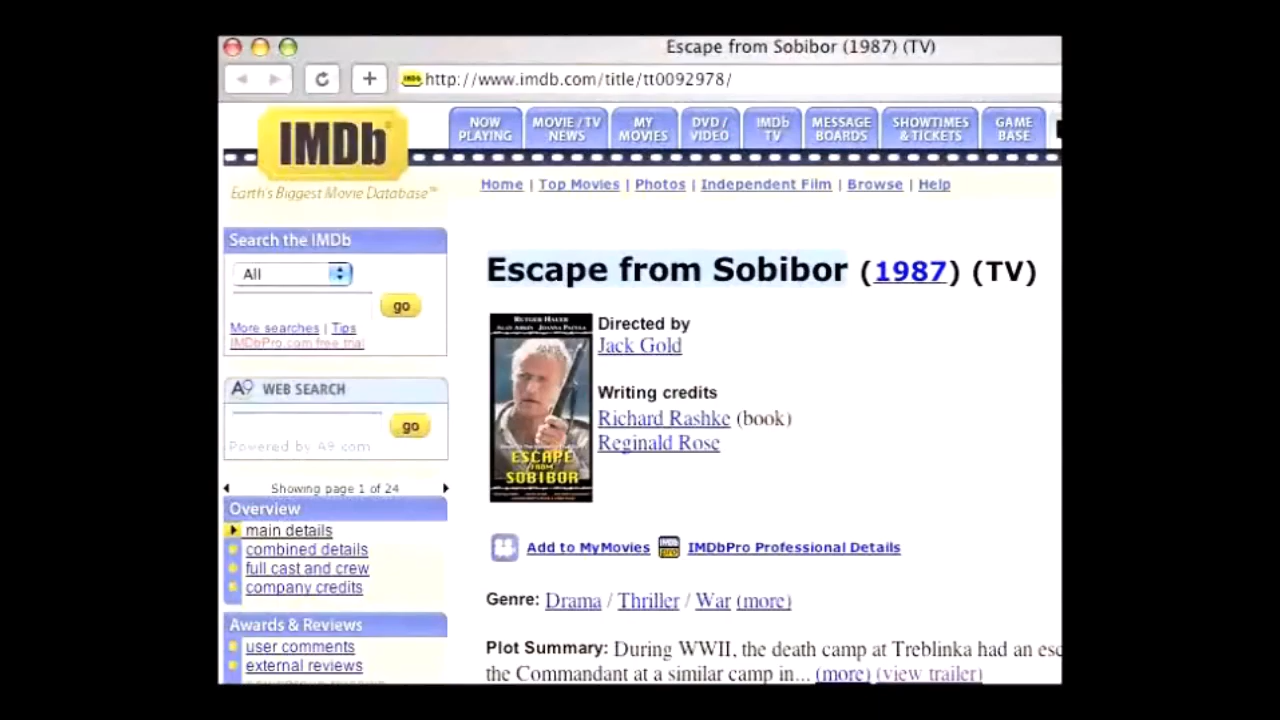 Escape from Sobibor (1987) (TV)
http://www.imdb.com/title/tt0092978/
IMDb
Earth's Biggest Movie Database™
NOW PLAYING
MOVIE / TV NEWS
MY MOVIES
DVD / VIDEO
IMDb TV
MESSAGE BOARDS
SHOWTIMES & TICKETS
GAME BASE
Home | Top Movies | Photos | Independent Film | Browse | Help
Search the IMDb
All
go
More searches | Tips
IMDbPro.com free trial
A9 WEB SEARCH
go
Powered by A9.com
Showing page 1 of 24
Overview
main details
combined details
full cast and crew
company credits
Awards & Reviews
user comments
external reviews
Escape from Sobibor (1987) (TV)
RUTGER HAUER
ALAN ARKIN JOANNA PACULA
ESCAPE
FROM
SOBIBOR
Directed by
Jack Gold
Writing credits
Richard Rashke (book)
Reginald Rose
Add to MyMovies IMDb pro IMDbPro Professional Details
Genre: Drama / Thriller / War (more)
Plot Summary: During WWII, the death camp at Treblinka had an esc
the Commandant at a similar camp in... (more) (view trailer)